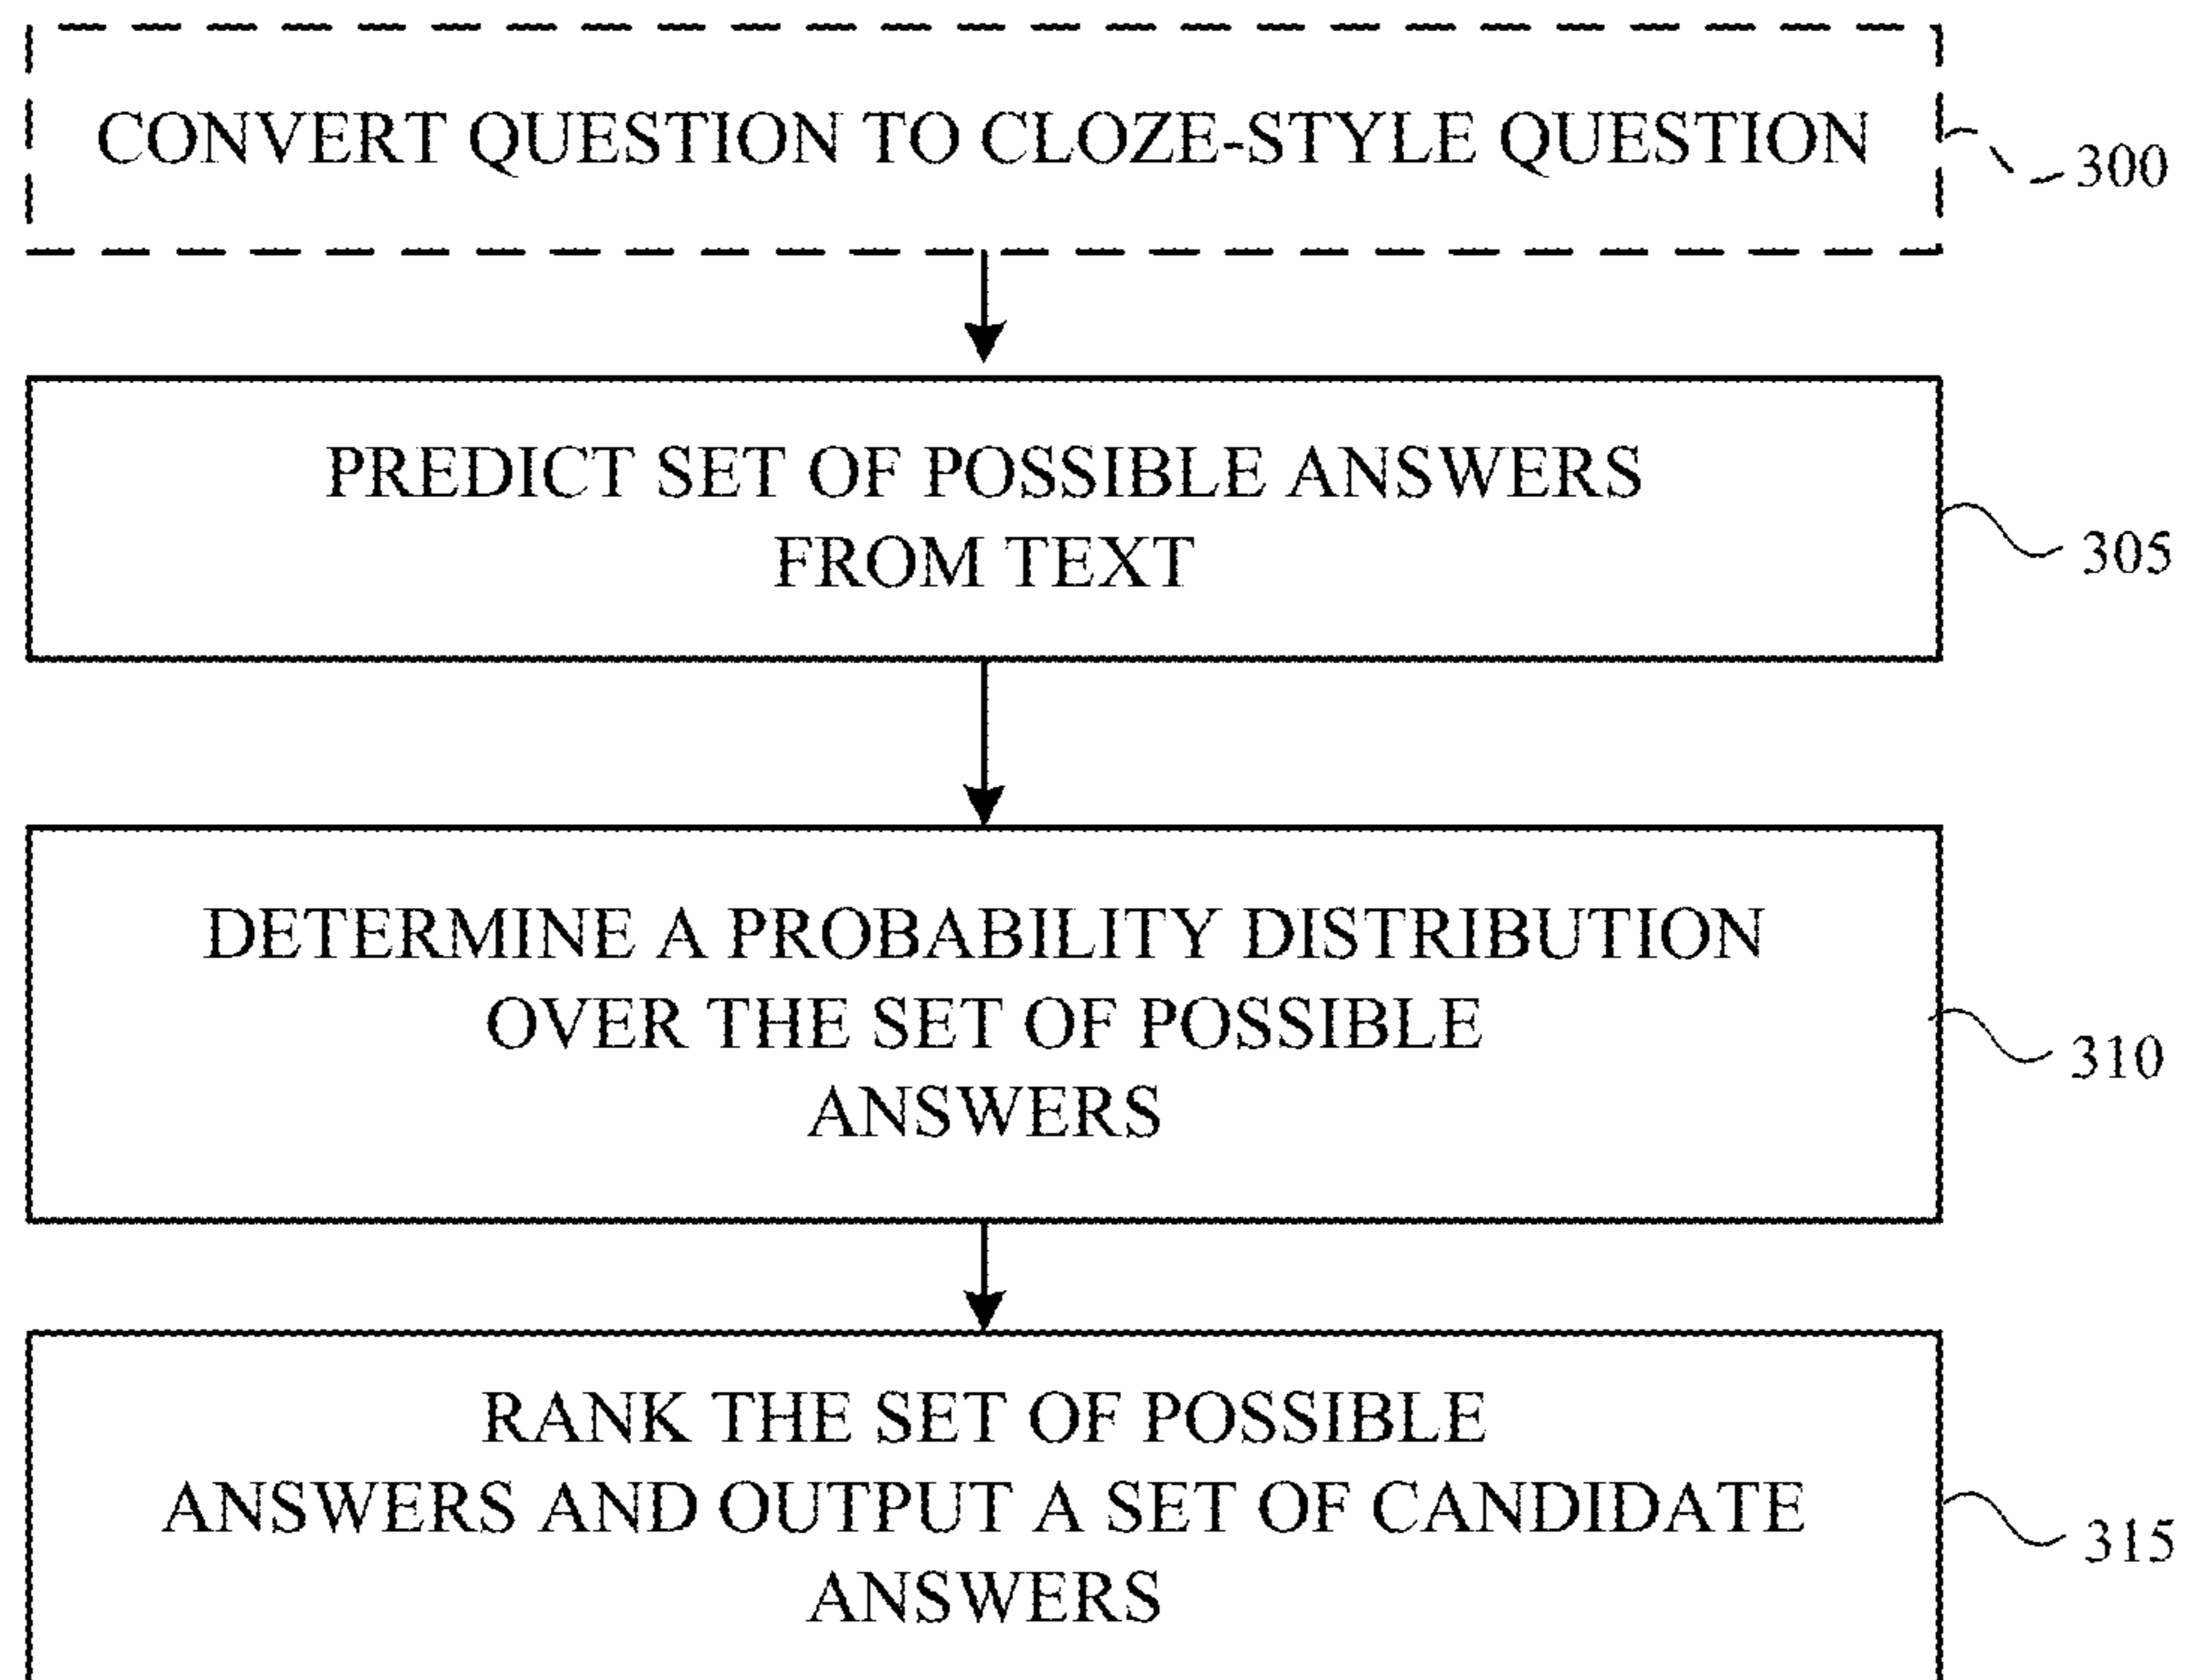 CONVERT QUESTION TO CLOZE-STYLE QUESTION
300
PREDICT SET OF POSSIBLE ANSWERS
FROM TEXT
305
DETERMINE A PROBABILITY DISTRIBUTION
OVER THE SET OF POSSIBLE
ANSWERS
310
RANK THE SET OF POSSIBLE
ANSWERS AND OUTPUT A SET OF CANDIDATE
ANSWERS
315